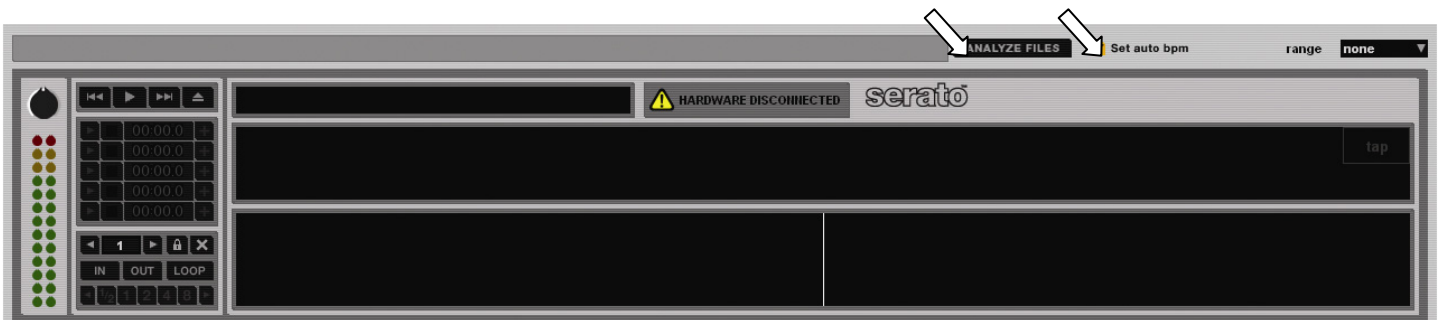 ANALYZE FILES Set auto bpm range none
HARDWARE DISCONNECTED serato
00:00.0
00:00.0
00:00.0
00:00.0
00:00.0
tap
1
IN OUT LOOP
1/2 1 2 4 8